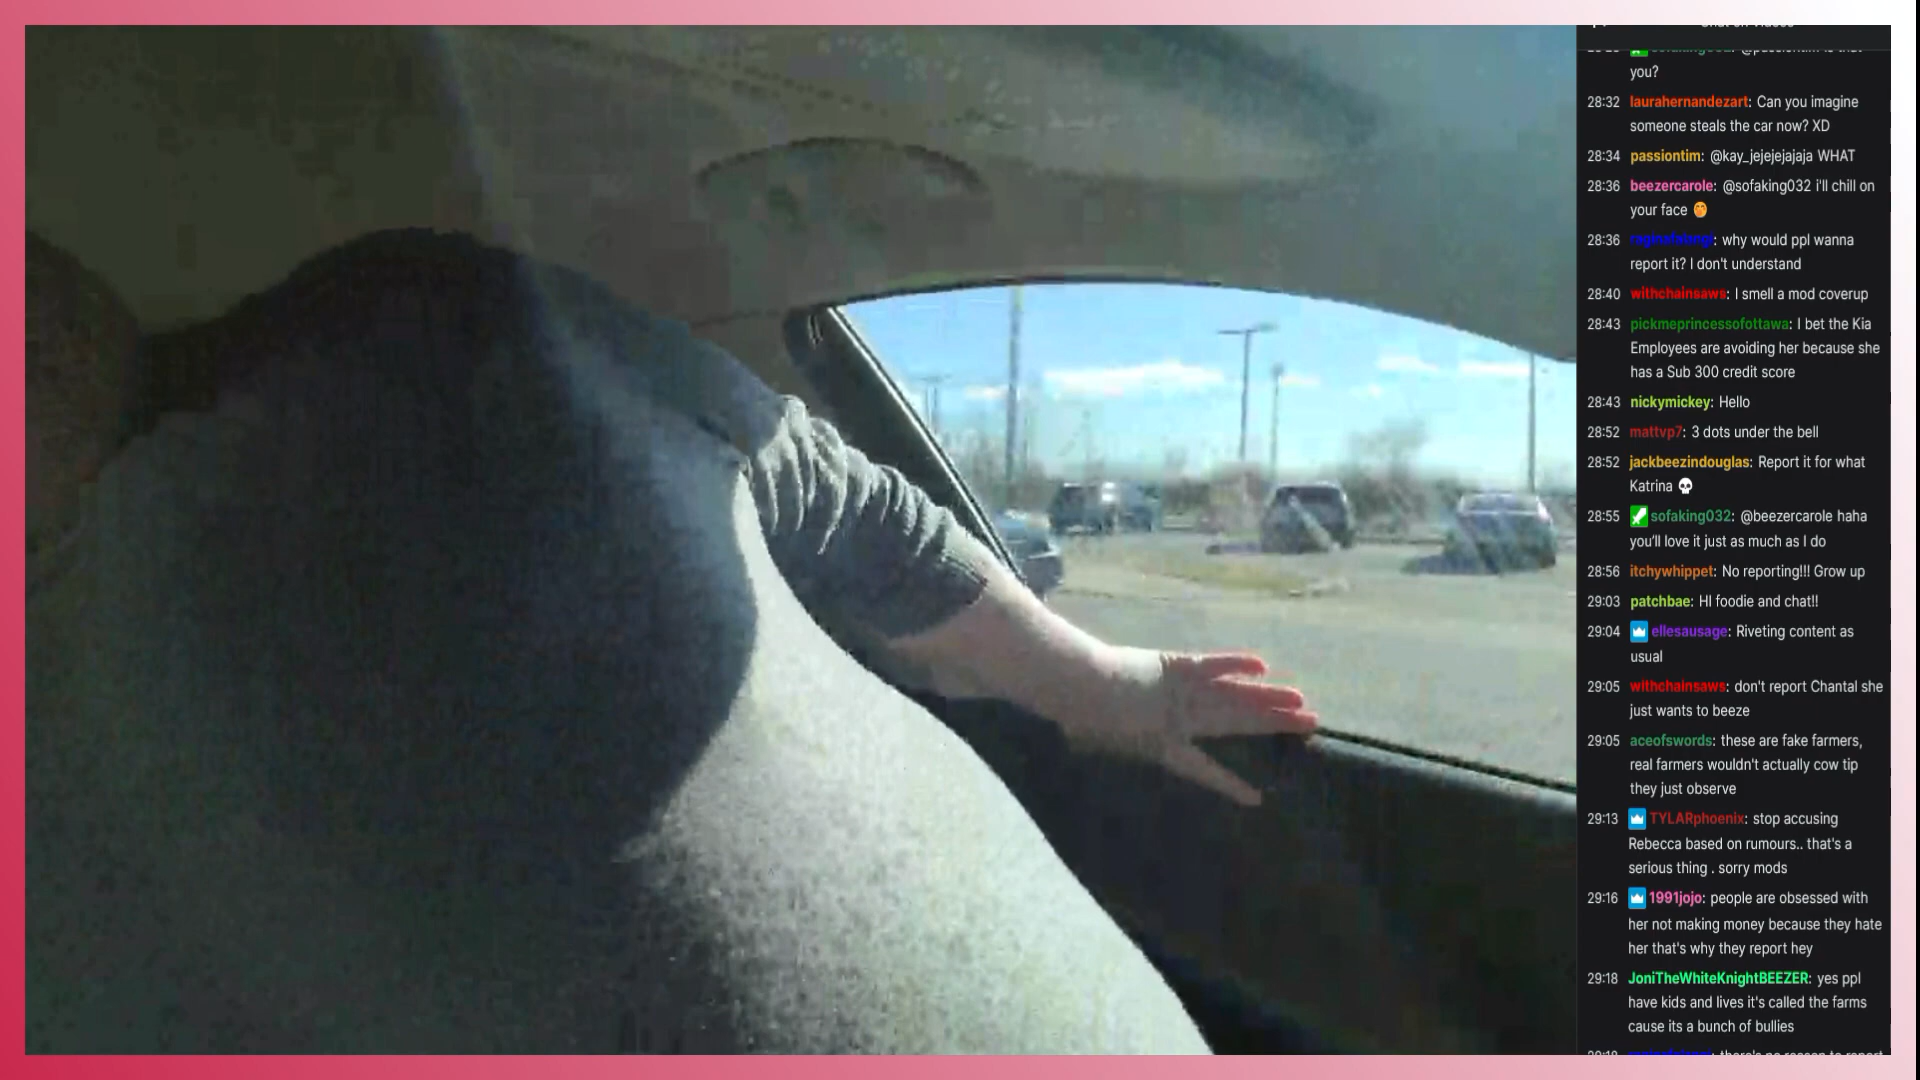 you?
28:32 laurahernandezart: Can you imagine
someone steals the car now? XD
28:34 passiontim: @kay_jejejejajaja WHAT
28:36 beezercarole: @sofaking032 i'll chill on
your face
28:36 : why would ppl wanna
report it? I don't understand
28:40 withchainsaws: I smell a mod coverup
28:43 pickmeprincessofottawa: I bet the Kia
Employees are avoiding her because she
has a Sub 300 credit score
28:43 nickymickey: Hello
28:52 mattvp7: 3 dots under the bell
28:52 jackbeezindouglas: Report it for what
Katrina 💀
28:55 sofaking032: @beezercarole haha
you'll love it just as much as I do
28:56 itchywhippet: No reporting!!! Grow up
29:03 patchbae: HI foodie and chat!!
29:04 ellesausage: Riveting content as
usual
29:05 withchainsaws: don't report Chantal she
just wants to beeze
29:05 aceofswords: these are fake farmers,
real farmers wouldn't actually cow tip
they just observe
29:13 TYLARphoenix: stop accusing
Rebecca based on rumours.. that's a
serious thing . sorry mods
29:16 1991jojo: people are obsessed with
her not making money because they hate
her that's why they report hey
29:18 JoniTheWhiteKnightBEEZER: yes ppl
have kids and lives it's called the farms
cause its a bunch of bullies